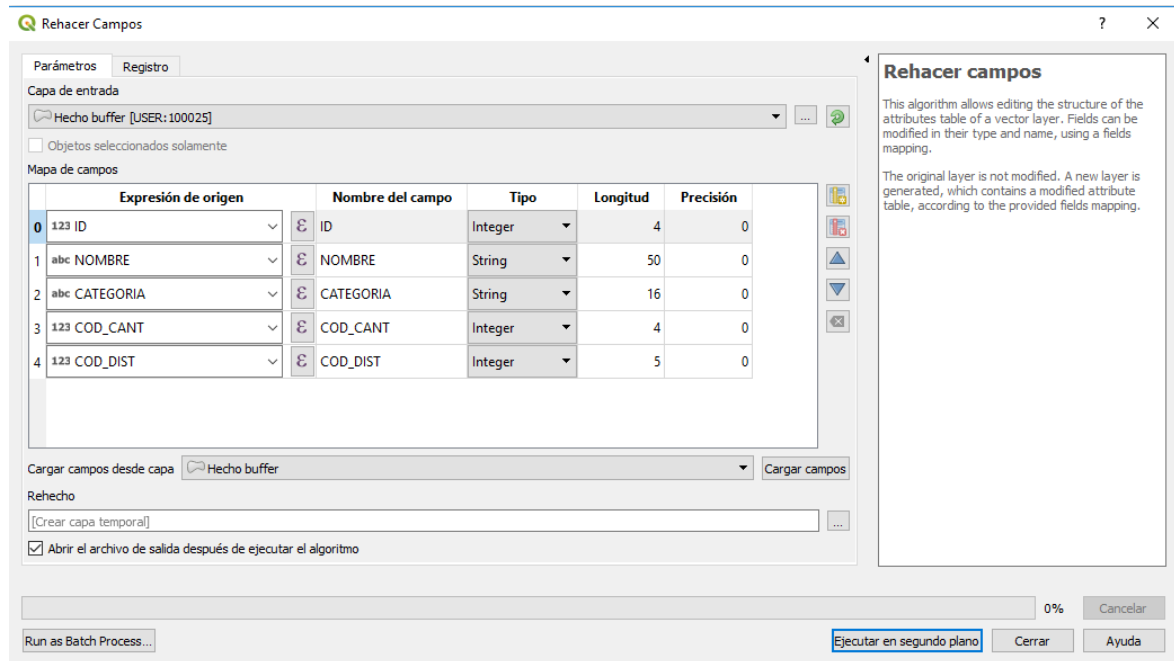 Rehacer Campos
?
Parámetros Registro
Capa de entrada
Hecho buffer [USER:100025]
...
Objetos seleccionados solamente
Mapa de campos
Expresión de origen Nombre del campo Tipo Longitud Precisión
0 123 ID ε ID Integer 4 0
1 abc NOMBRE ε NOMBRE String 50 0
2 abc CATEGORIA ε CATEGORIA String 16 0
3 123 COD_CANT ε COD_CANT Integer 4 0
4 123 COD_DIST ε COD_DIST Integer 5 0
Cargar campos desde capa Hecho buffer Cargar campos
Rehecho
[Crear capa temporal]
...
Abrir el archivo de salida después de ejecutar el algoritmo
Rehacer campos
This algorithm allows editing the structure of the
attributes table of a vector layer. Fields can be
modified in their type and name, using a fields
mapping.
The original layer is not modified. A new layer is
generated, which contains a modified attribute
table, according to the provided fields mapping.
0% Cancelar
Run as Batch Process... Ejecutar en segundo plano Cerrar Ayuda